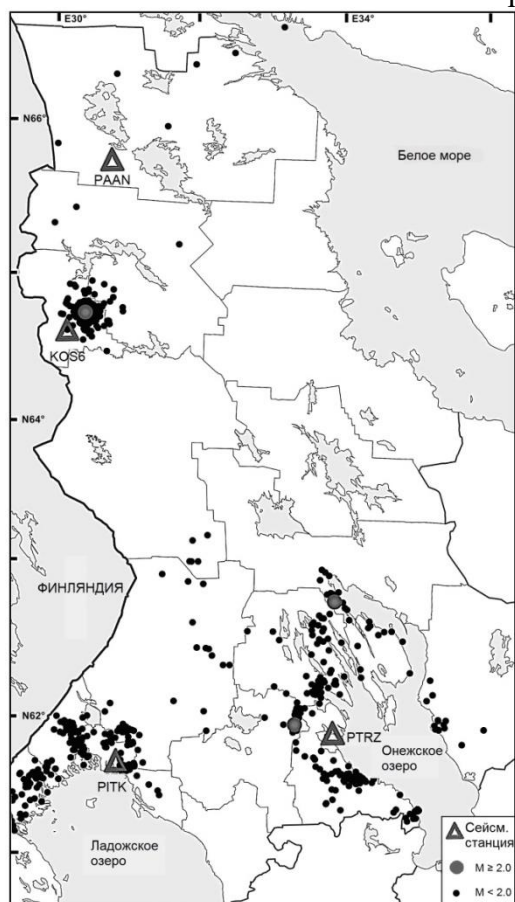 E30°
E34°
N66°
Белое море
PAAN
KOS6
N64°
ФИНЛЯНДИЯ
N62°
PTRZ
Онежское
озеро
PITK
Ладожское
озеро
Сейсм.
станция
M ≥ 2.0
M < 2.0